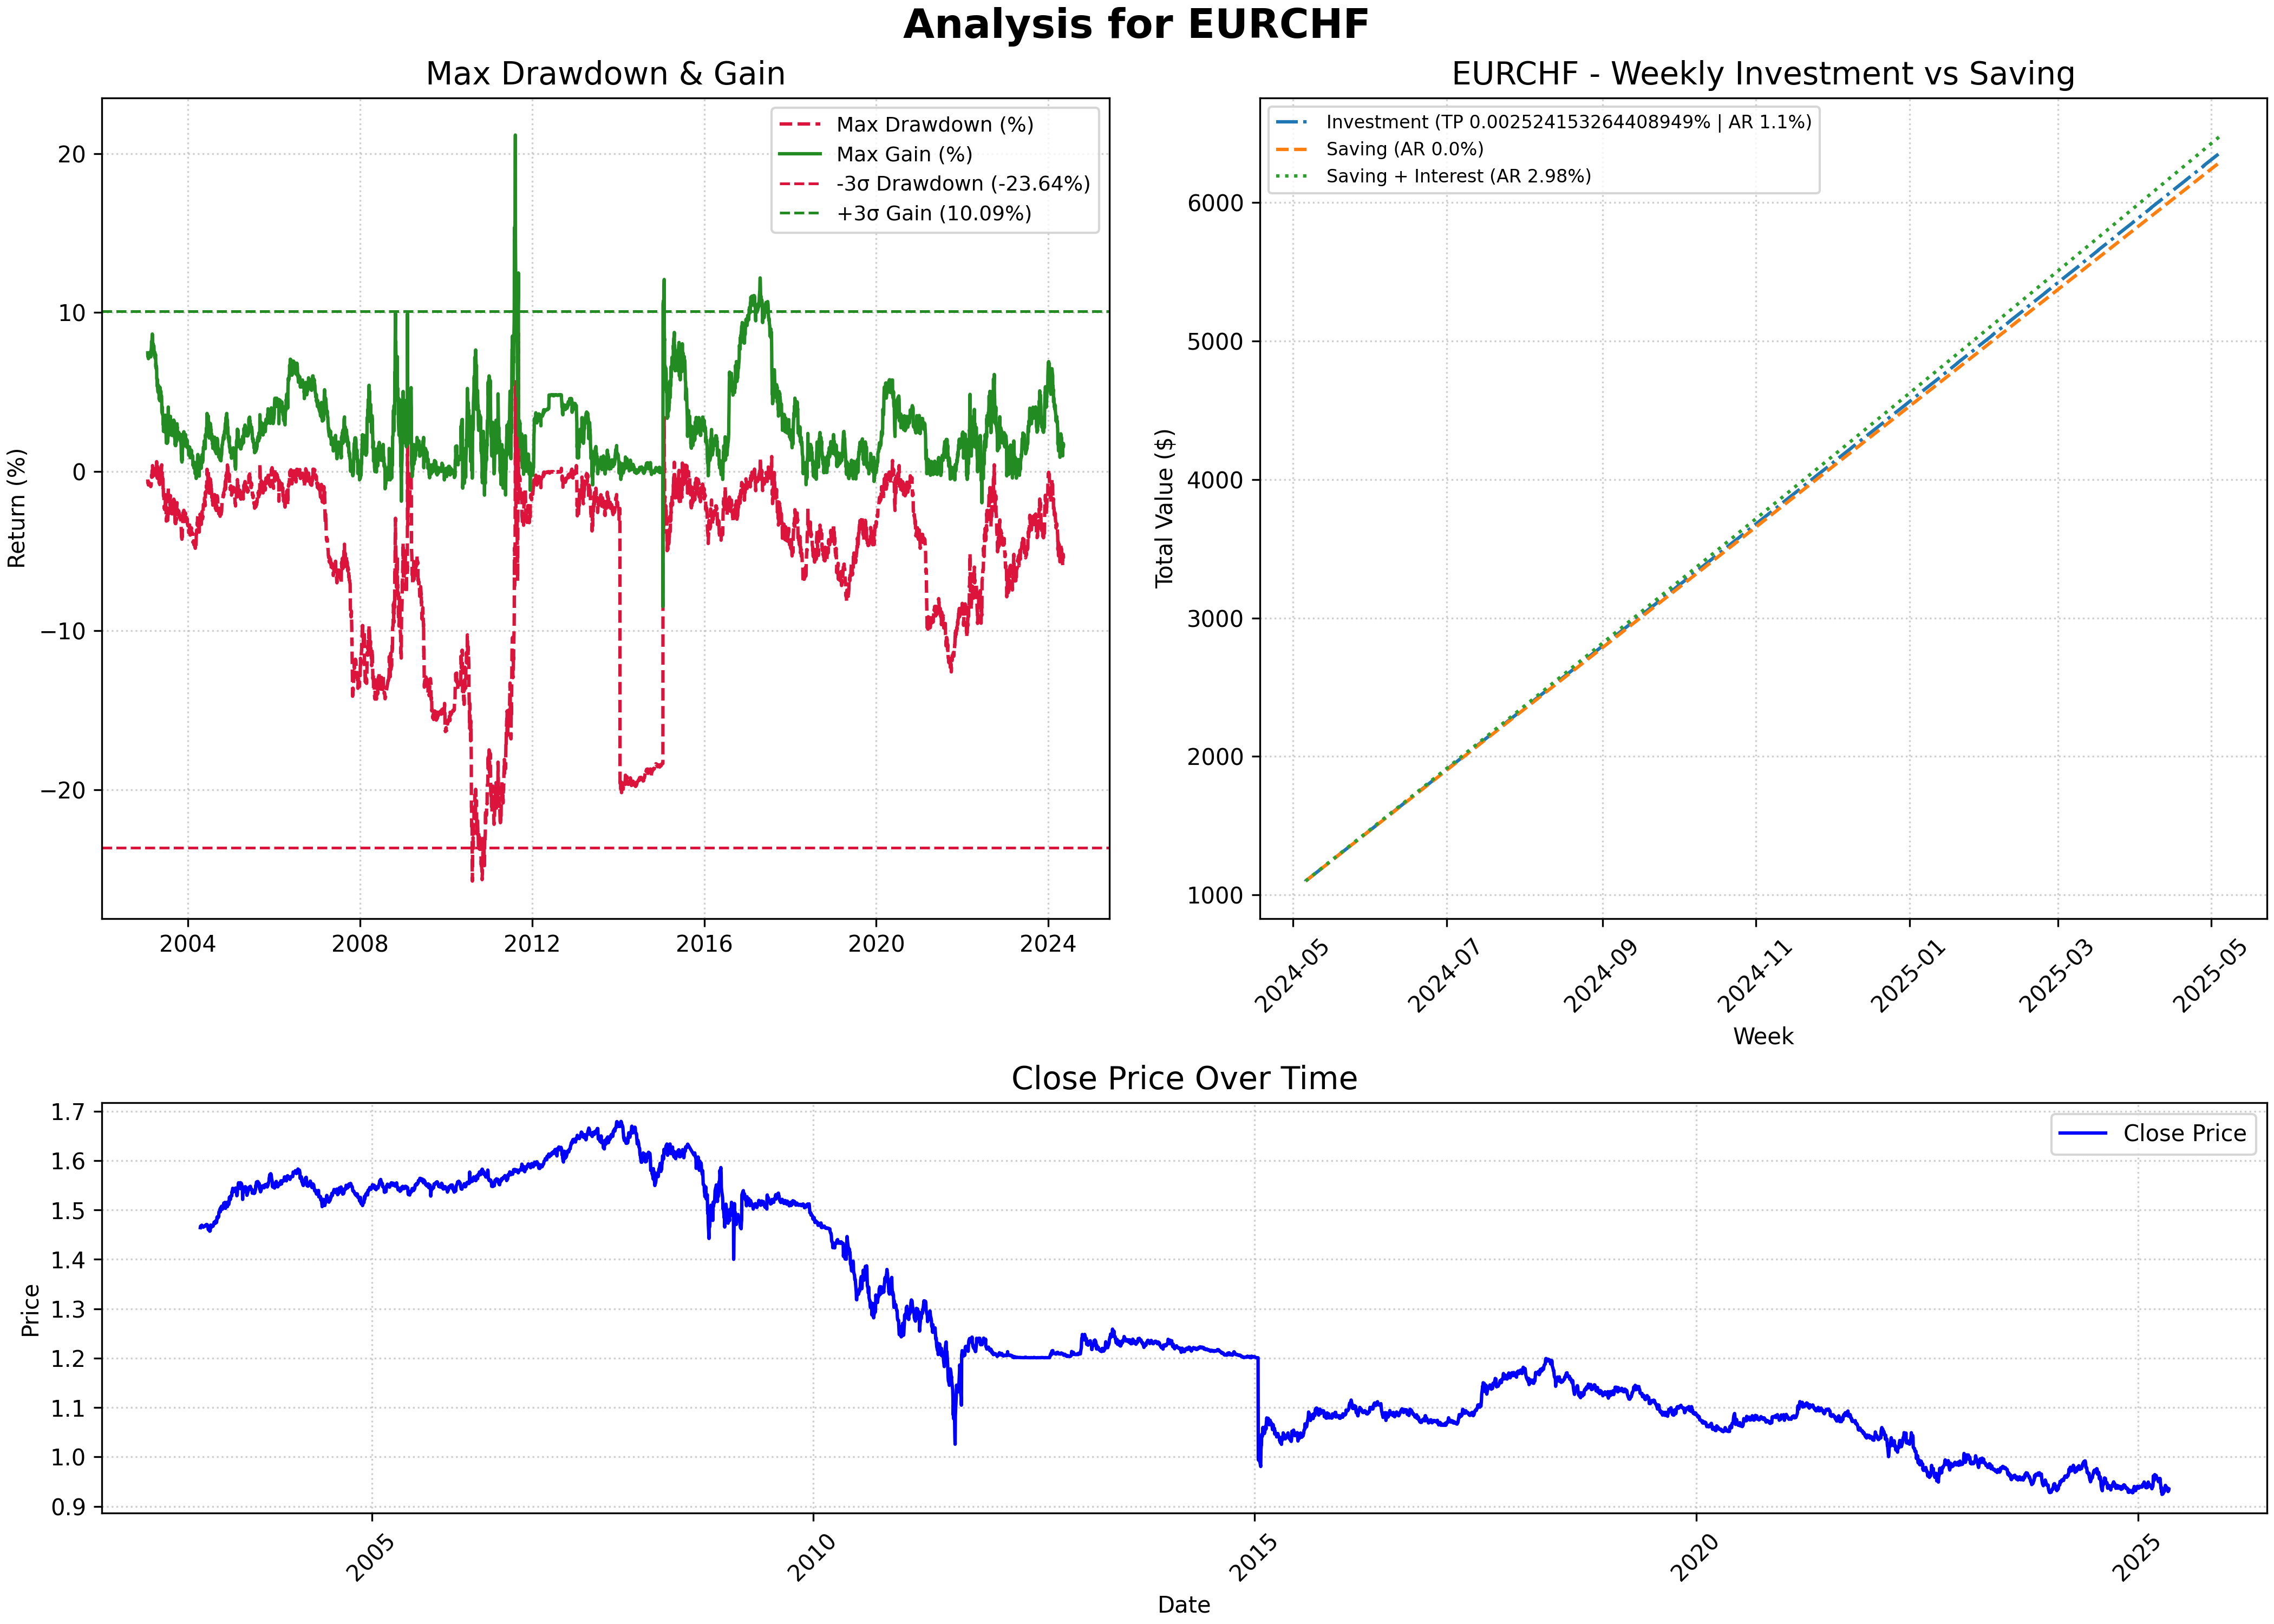 Analysis for EURCHF
Max Drawdown & Gain
Max Drawdown (%)
Max Gain (%)
-3σ Drawdown (-23.64%)
+3σ Gain (10.09%)
Return (%)
20
10
0
−10
−20
2004
2008
2012
2016
2020
2024
EURCHF - Weekly Investment vs Saving
Investment (TP 0.002524153264408949% | AR 1.1%)
Saving (AR 0.0%)
Saving + Interest (AR 2.98%)
Total Value ($)
6000
5000
4000
3000
2000
1000
2024-05
2024-07
2024-09
2024-11
2025-01
2025-03
2025-05
Week
Close Price Over Time
Close Price
Price
1.7
1.6
1.5
1.4
1.3
1.2
1.1
1.0
0.9
2005
2010
2015
2020
2025
Date